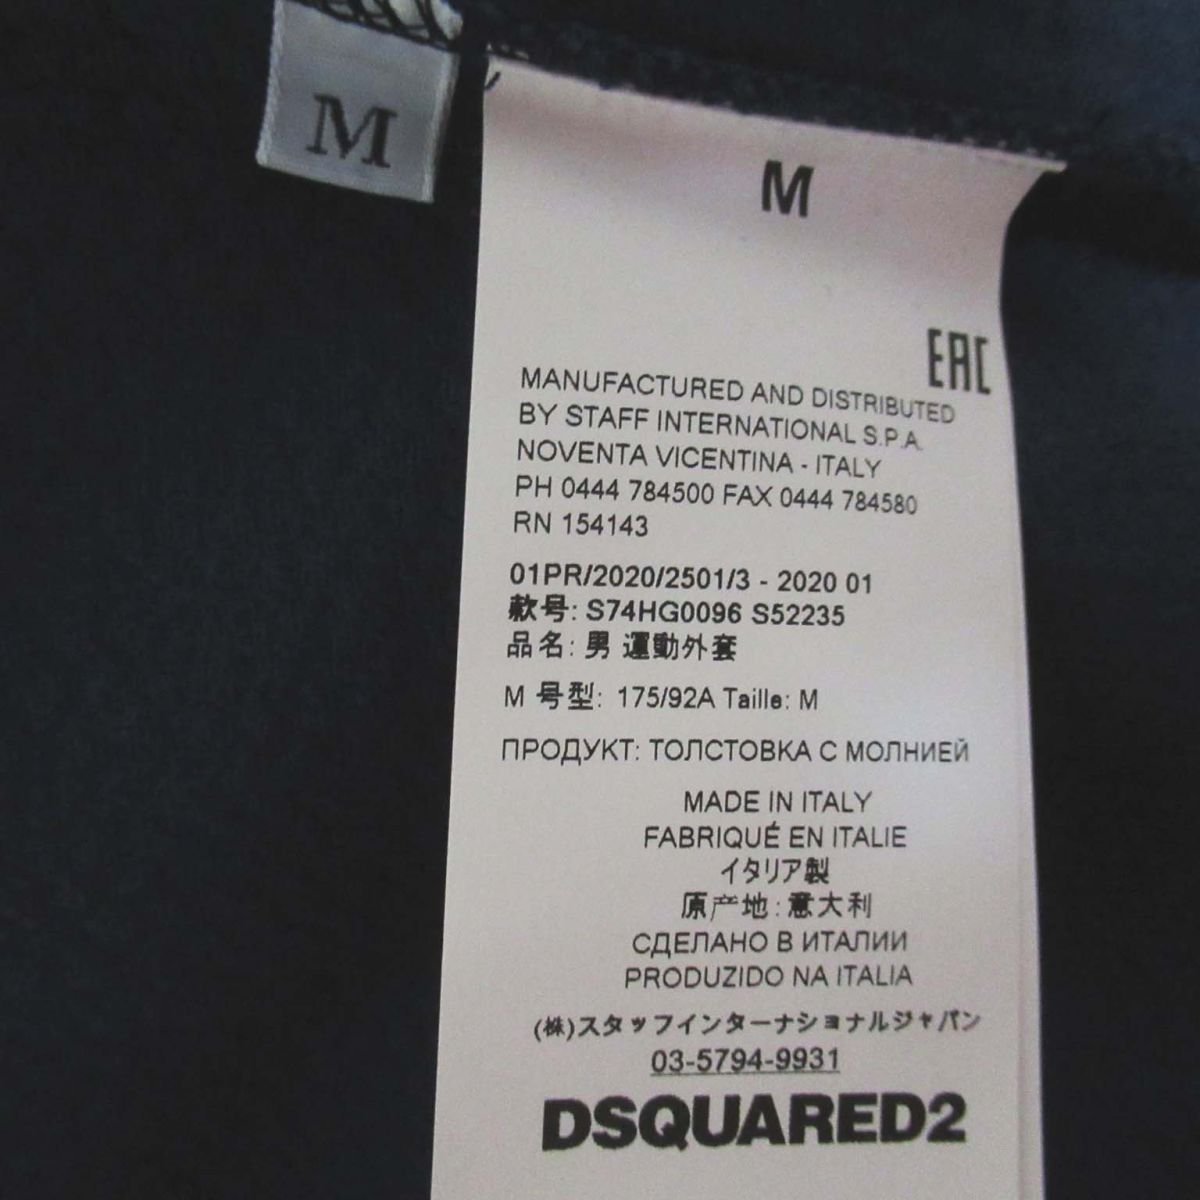 M
M
EAC
MANUFACTURED AND DISTRIBUTED
BY STAFF INTERNATIONAL S.P.A.
NOVENTA VICENTINA - ITALY
PH 0444 784500 FAX 0444 784580
RN 154143
01PR/2020/2501/3 - 2020 01
款号: S74HG0096 S52235
品名: 男 運動外套
M 号型: 175/92A Taille: M
ПРОДУКТ: ТОЛСТОВКА С МОЛНИЕЙ
MADE IN ITALY
FABRIQUÉ EN ITALIE
イタリア製
原产地:意大利
СДЕЛАНО В ИТАЛИИ
PRODUZIDO NA ITALIA
(株)スタッフインターナショナルジャパン
03-5794-9931
DSQUARED2